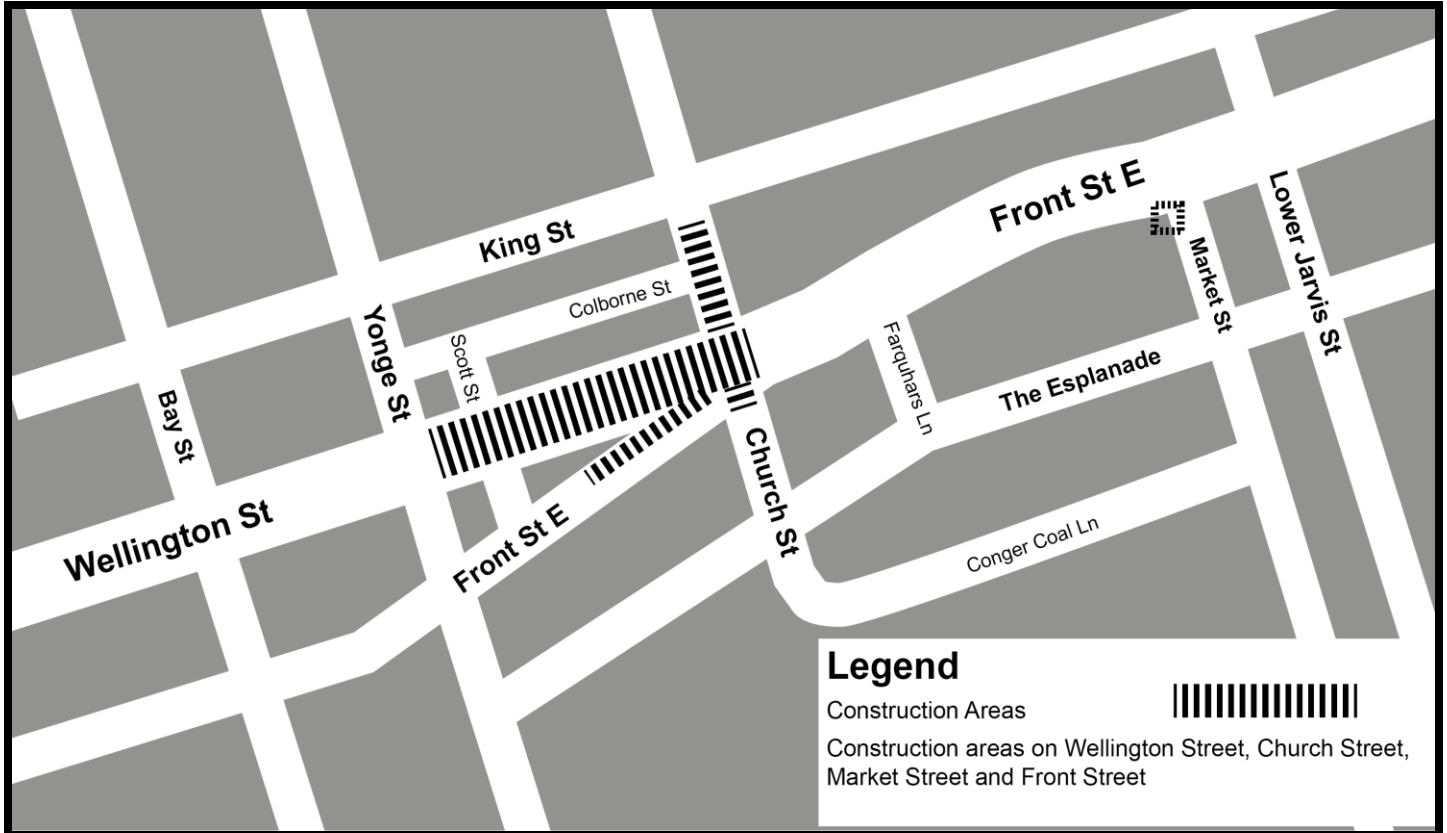 Front St E
King St
Colborne St
Market St
Lower Jarvis St
Yonge St
Scott St
Farquhars Ln
The Esplanade
Bay St
Church St
Wellington St
Front St E
Conger Coal Ln
Legend
Construction Areas
Construction areas on Wellington Street, Church Street,
Market Street and Front Street